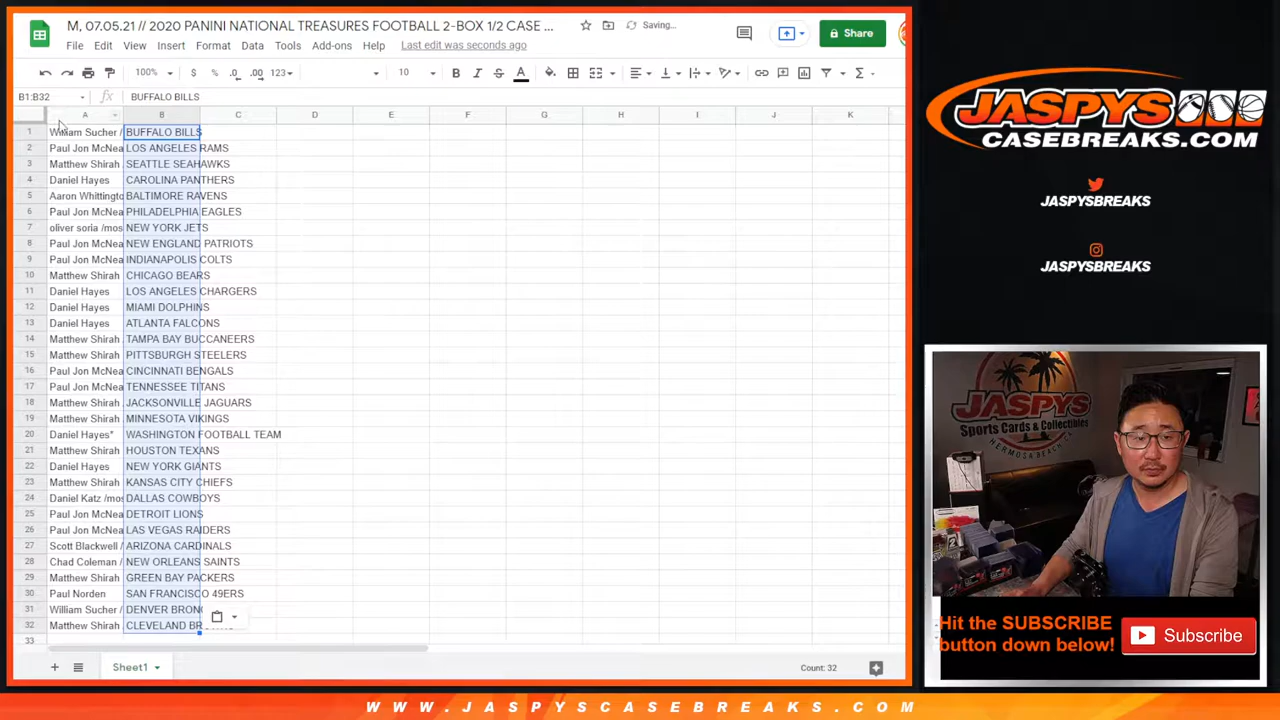 M, 07.05.21 // 2020 PANINI NATIONAL TREASURES FOOTBALL 2-BOX 1/2 CASE ...
Saving...
Share
File Edit View Insert Format Data Tools Add-ons Help Last edit was seconds ago
100% $ % .0 .00 123 10 B I S A
B1:B32 fx BUFFALO BILLS
A B C D E F G H I J K
1 William Sucher / BUFFALO BILLS
2 Paul Jon McNea LOS ANGELES RAMS
3 Matthew Shirah SEATTLE SEAHAWKS
4 Daniel Hayes CAROLINA PANTHERS
5 Aaron Whittingto BALTIMORE RAVENS
6 Paul Jon McNea PHILADELPHIA EAGLES
7 oliver soria /mos NEW YORK JETS
8 Paul Jon McNea NEW ENGLAND PATRIOTS
9 Paul Jon McNea INDIANAPOLIS COLTS
10 Matthew Shirah CHICAGO BEARS
11 Daniel Hayes LOS ANGELES CHARGERS
12 Daniel Hayes MIAMI DOLPHINS
13 Daniel Hayes ATLANTA FALCONS
14 Matthew Shirah TAMPA BAY BUCCANEERS
15 Matthew Shirah PITTSBURGH STEELERS
16 Paul Jon McNea CINCINNATI BENGALS
17 Paul Jon McNea TENNESSEE TITANS
18 Matthew Shirah JACKSONVILLE JAGUARS
19 Matthew Shirah MINNESOTA VIKINGS
20 Daniel Hayes* WASHINGTON FOOTBALL TEAM
21 Matthew Shirah HOUSTON TEXANS
22 Daniel Hayes NEW YORK GIANTS
23 Matthew Shirah KANSAS CITY CHIEFS
24 Daniel Katz /mos DALLAS COWBOYS
25 Paul Jon McNea DETROIT LIONS
26 Paul Jon McNea LAS VEGAS RAIDERS
27 Scott Blackwell / ARIZONA CARDINALS
28 Chad Coleman / NEW ORLEANS SAINTS
29 Matthew Shirah GREEN BAY PACKERS
30 Paul Norden SAN FRANCISCO 49ERS
31 William Sucher / DENVER BRON
32 Matthew Shirah CLEVELAND BR
33
Sheet1
Count: 32
JASPYS
CASEBREAKS.COM
JASPYSBREAKS
JASPYSBREAKS
JASPYS
Sports Cards & Collectibles
HERMOSA BEACH, CA
Hit the SUBSCRIBE
button down below!
Subscribe
WWW.JASPYSCASEBREAKS.COM